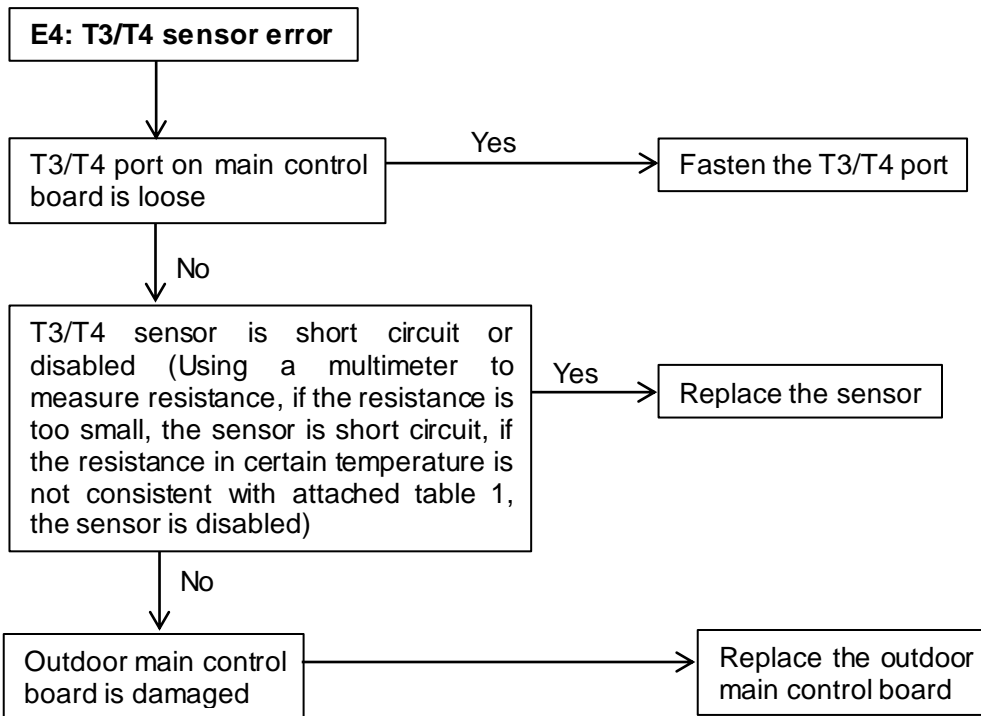 E4: T3/T4 sensor error
T3/T4 port on main control
board is loose
Yes
Fasten the T3/T4 port
No
T3/T4 sensor is short circuit or
disabled (Using a multimeter to
measure resistance, if the resistance is
too small, the sensor is short circuit, if
the resistance in certain temperature is
not consistent with attached table 1,
the sensor is disabled)
Yes
Replace the sensor
No
Outdoor main control
board is damaged
Replace the outdoor
main control board